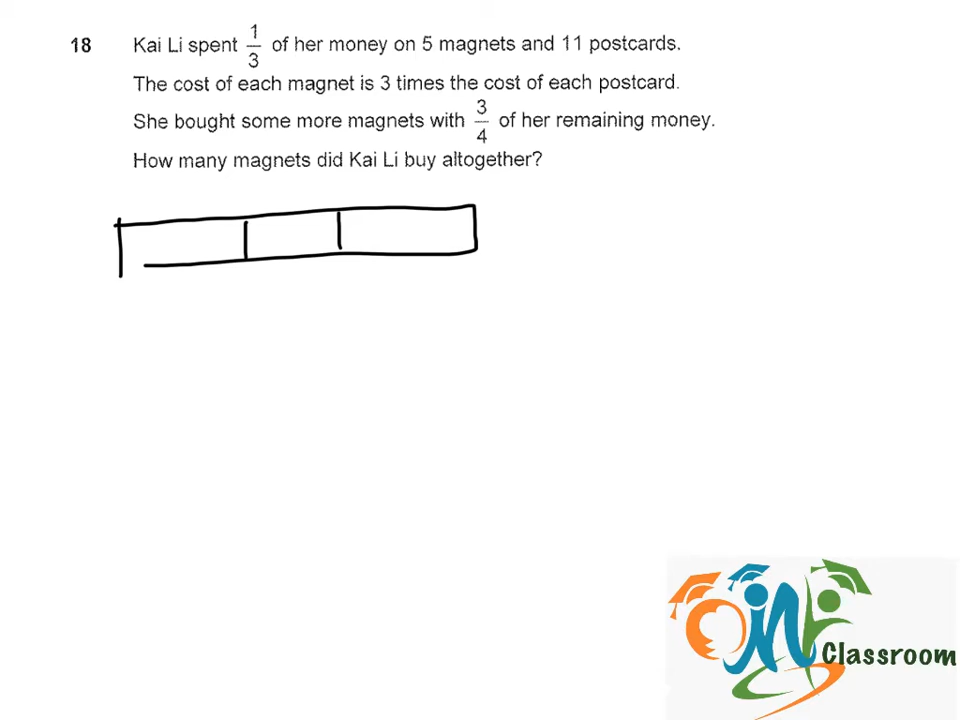 18 Kai Li spent 1/3 of her money on 5 magnets and 11 postcards.
The cost of each magnet is 3 times the cost of each postcard.
She bought some more magnets with 3/4 of her remaining money.
How many magnets did Kai Li buy altogether?
OINK
Classroom